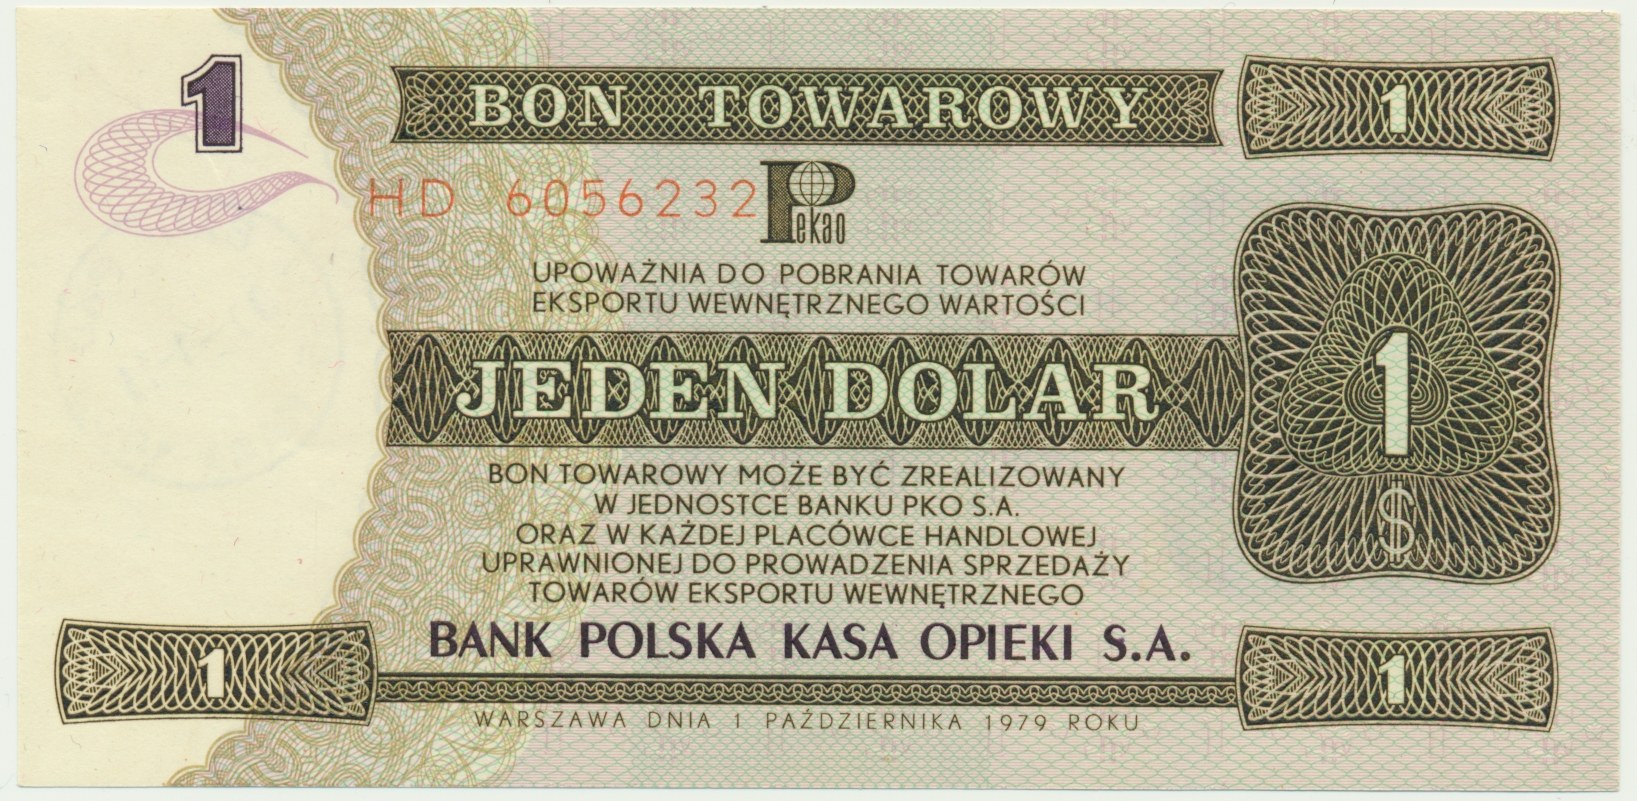 1
BON TOWAROWY
1
HD 6056232
Pekao
UPOWAŻNIA DO POBRANIA TOWARÓW
EKSPORTU WEWNĘTRZNEGO WARTOŚCI
JEDEN DOLAR
1
$
BON TOWAROWY MOŻE BYĆ ZREALIZOWANY
W JEDNOSTCE BANKU PKO S.A.
ORAZ W KAŻDEJ PLACÓWCE HANDLOWEJ
UPRAWNIONEJ DO PROWADZENIA SPRZEDAŻY
TOWARÓW EKSPORTU WEWNĘTRZNEGO
BANK POLSKA KASA OPIEKI S.A.
1
1
WARSZAWA DNIA 1 PAŹDZIERNIKA 1979 ROKU